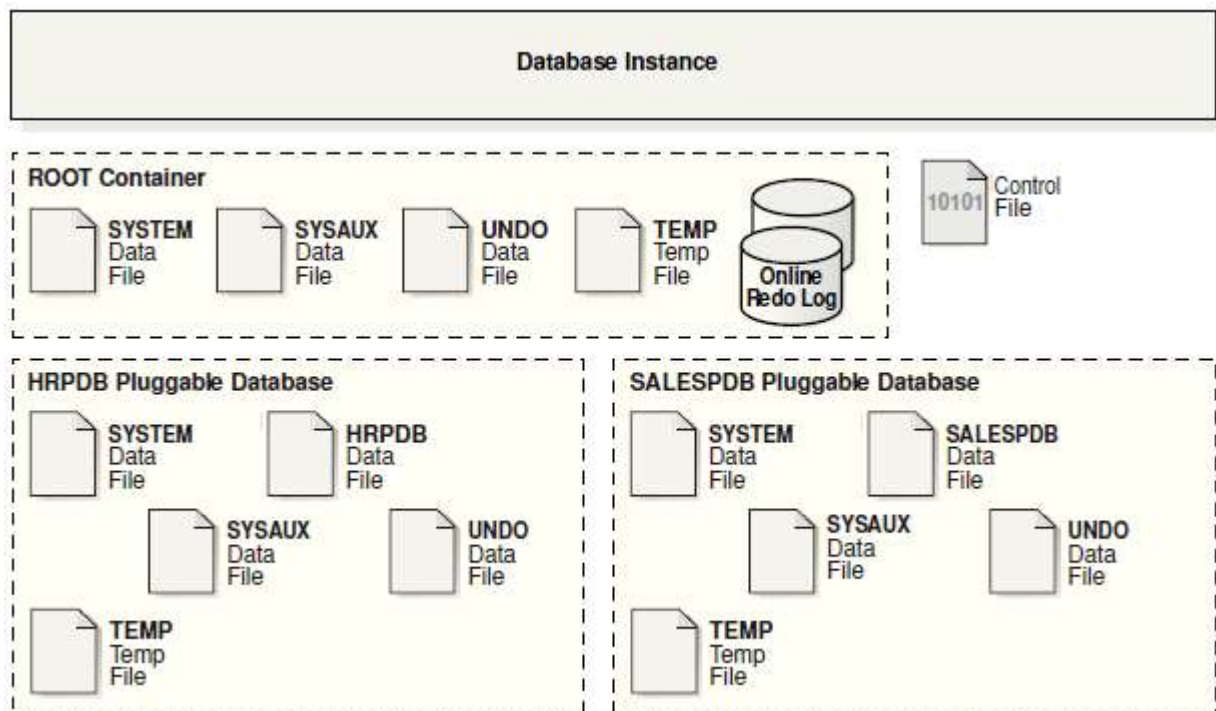 Database Instance
ROOT Container
SYSTEM
Data
File
SYSAUX
Data
File
UNDO
Data
File
TEMP
Temp
File
Online
Redo Log
10101
Control
File
HRPDB Pluggable Database
SYSTEM
Data
File
HRPDB
Data
File
SYSAUX
Data
File
UNDO
Data
File
TEMP
Temp
File
SALESPDB Pluggable Database
SYSTEM
Data
File
SALESPDB
Data
File
SYSAUX
Data
File
UNDO
Data
File
TEMP
Temp
File